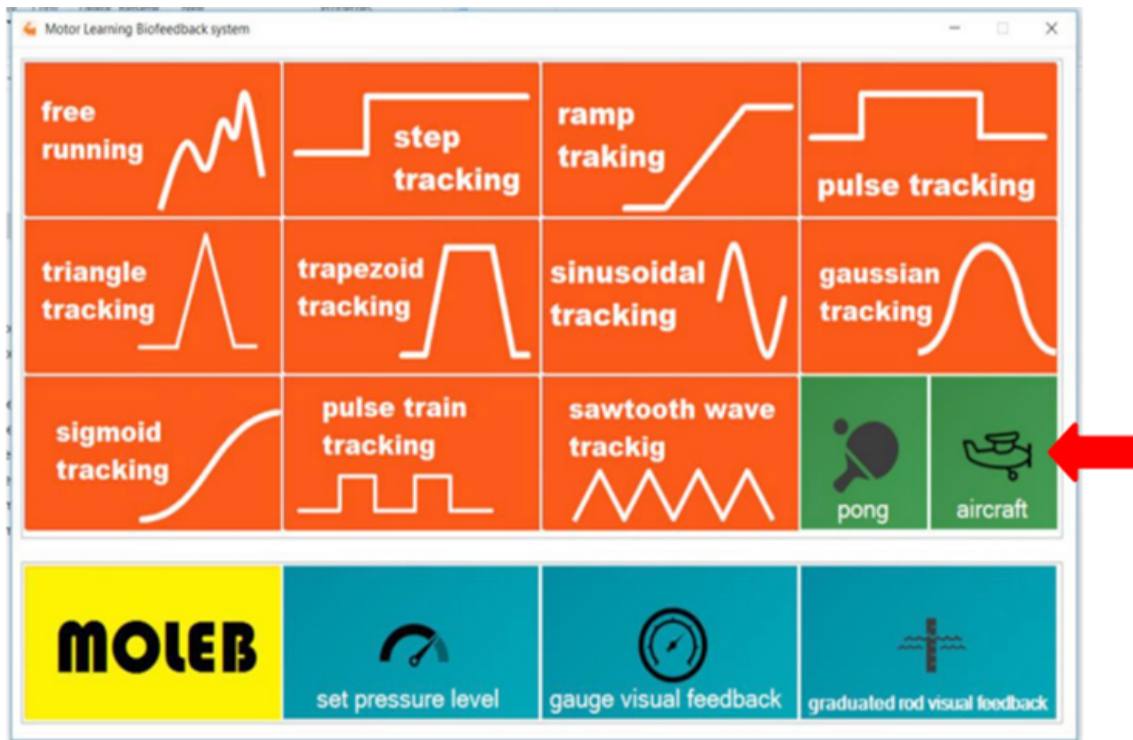 Motor Learning Biofeedback system
free
running
step
tracking
ramp
traking
pulse tracking
triangle
tracking
trapezoid
tracking
sinusoidal
tracking
gaussian
tracking
sigmoid
tracking
pulse train
tracking
sawtooth wave
trackig
pong
aircraft
MOLEB
set pressure level
gauge visual feedback
graduated rod visual feedback